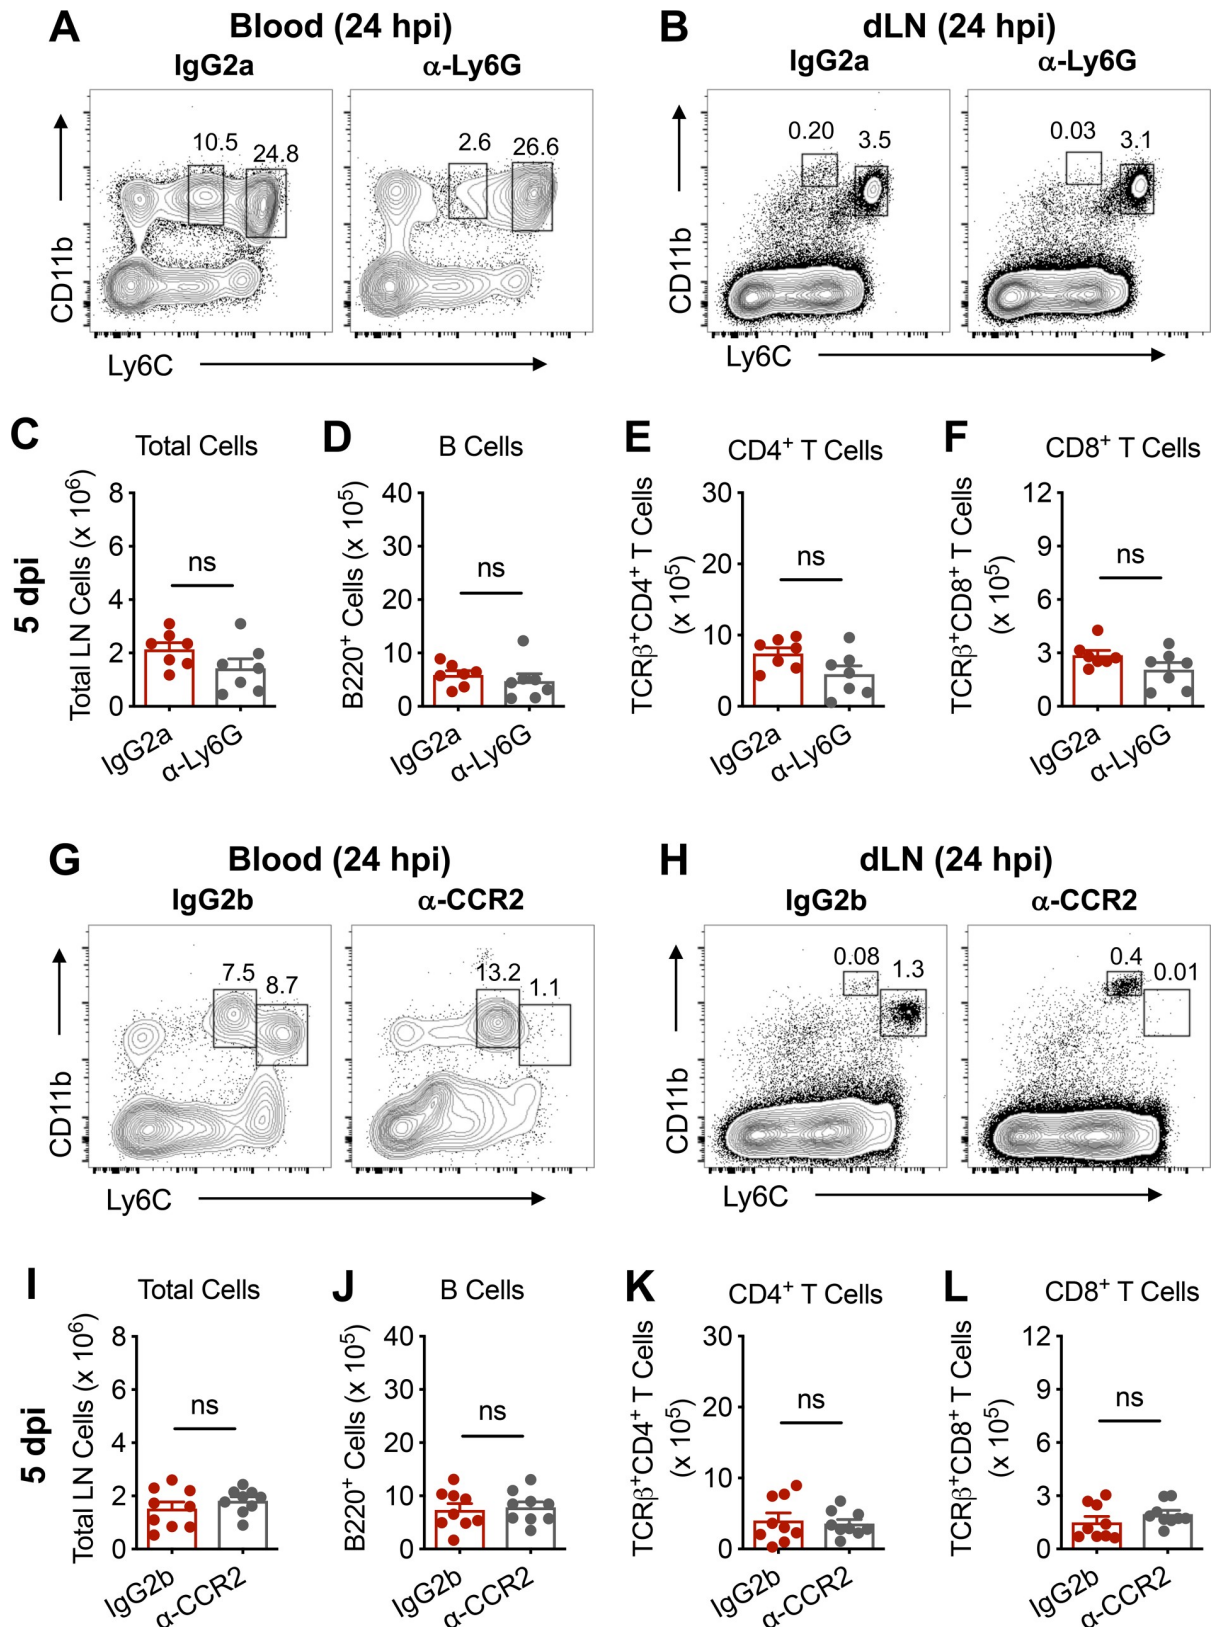 A Blood (24 hpi)
IgG2a α-Ly6G
10.5 24.8 2.6 26.6
CD11b
Ly6C
B dLN (24 hpi)
IgG2a α-Ly6G
0.20 3.5 0.03 3.1
CD11b
Ly6C
5 dpi
C Total Cells
Total LN Cells (x 10⁶)
8
6
4
2
0
ns
IgG2a α-Ly6G
D B Cells
B220⁺ Cells (x 10⁵)
40
30
20
10
0
ns
IgG2a α-Ly6G
E CD4⁺ T Cells
TCRβ⁺CD4⁺ T Cells
(x 10⁵)
30
20
10
0
ns
IgG2a α-Ly6G
F CD8⁺ T Cells
TCRβ⁺CD8⁺ T Cells
(x 10⁵)
12
9
6
3
0
ns
IgG2a α-Ly6G
G Blood (24 hpi)
IgG2b α-CCR2
7.5 8.7 13.2 1.1
CD11b
Ly6C
H dLN (24 hpi)
IgG2b α-CCR2
0.08 1.3 0.4 0.01
CD11b
Ly6C
5 dpi
I Total Cells
Total LN Cells (x 10⁶)
8
6
4
2
0
ns
IgG2b α-CCR2
J B Cells
B220⁺ Cells (x 10⁵)
40
30
20
10
0
ns
IgG2b α-CCR2
K CD4⁺ T Cells
TCRβ⁺CD4⁺ T Cells
(x 10⁵)
30
20
10
0
ns
IgG2b α-CCR2
L CD8⁺ T Cells
TCRβ⁺CD8⁺ T Cells
(x 10⁵)
12
9
6
3
0
ns
IgG2b α-CCR2